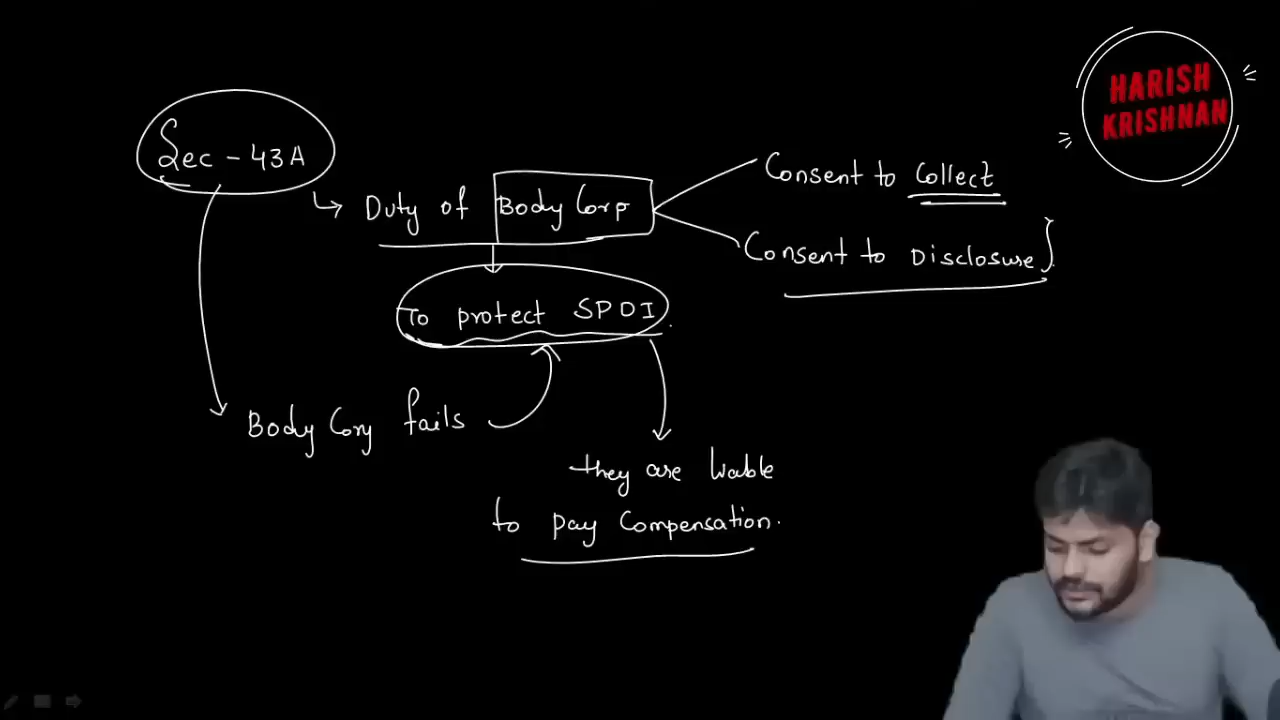 HARISH
KRISHNAN
Sec - 43A
Duty of Body Corp
Consent to Collect
Consent to Disclosure
To protect SPDI
Body Corp fails
they are liable
to pay compensation.